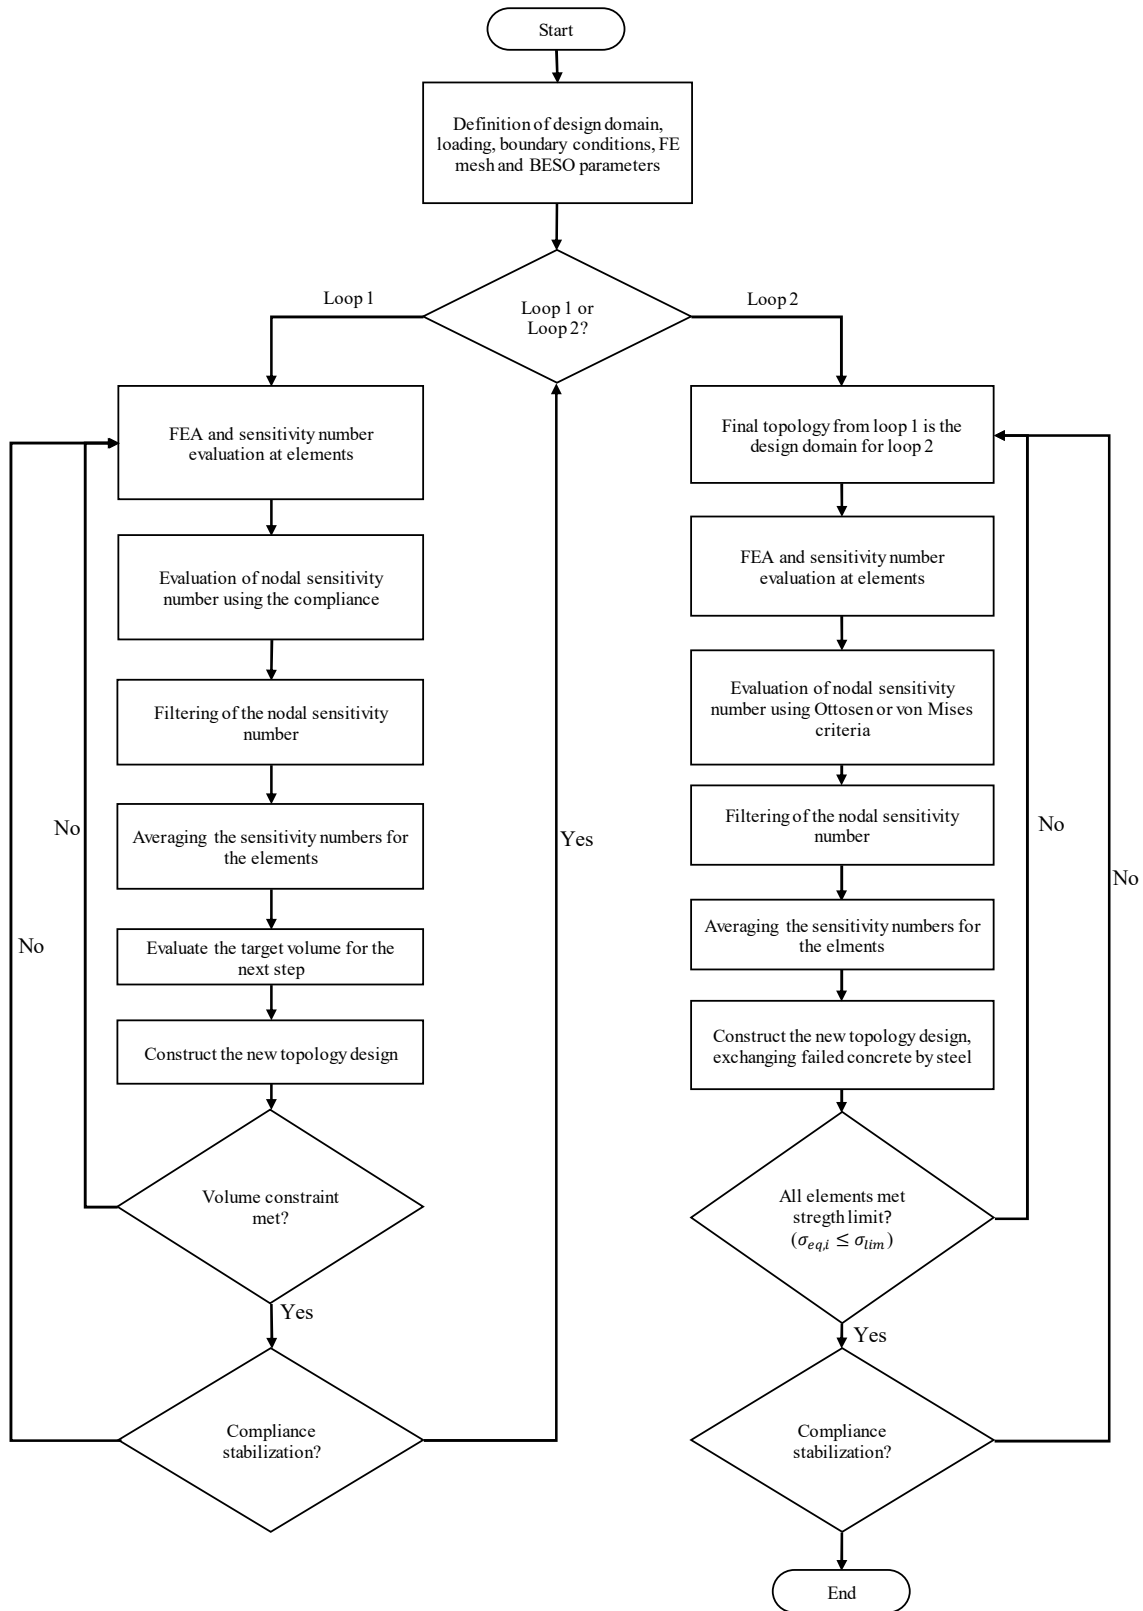 Start
Definition of design domain,
loading, boundary conditions, FE
mesh and BESO parameters
Loop 1
Loop 1 or
Loop 2?
Loop 2
FEA and sensitivity number
evaluation at elements
Evaluation of nodal sensitivity
number using the compliance
Filtering of the nodal sensitivity
number
Averaging the sensitivity numbers for
the elements
Evaluate the target volume for the
next step
Construct the new topology design
Volume constraint
met?
Yes
Compliance
stabilization?
No
No
Yes
Final topology from loop 1 is the
design domain for loop 2
FEA and sensitivity number
evaluation at elements
Evaluation of nodal sensitivity
number using Ottosen or von Mises
criteria
Filtering of the nodal sensitivity
number
Averaging the sensitivity numbers for
the elments
Construct the new topology design,
exchanging failed concrete by steel
All elements met
stregth limit?
(σ_{eq,i} ≤ σ_{lim})
Yes
Compliance
stabilization?
No
No
End